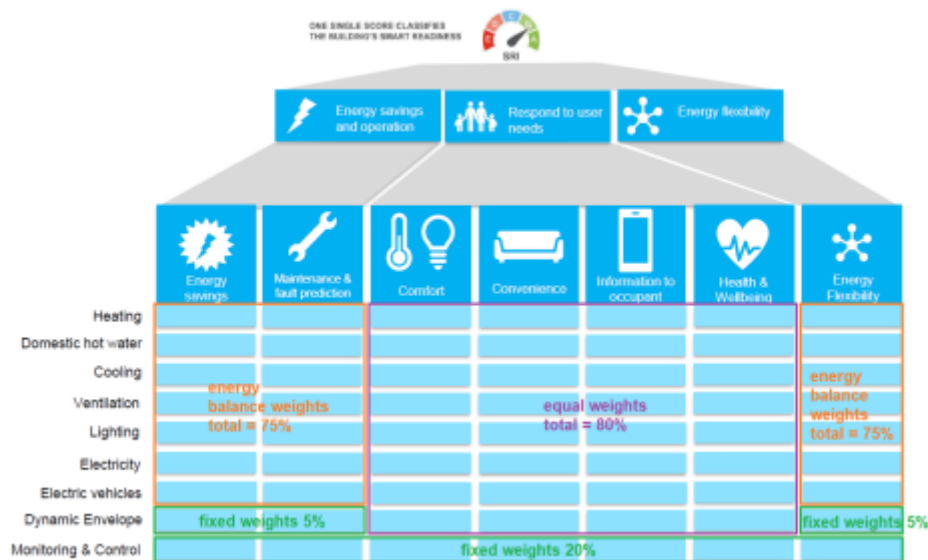 ONE SINGLE SCORE CLASSIFIES
THE BUILDING'S SMART READINESS
SRI
Energy savings
and operation
Respond to user
needs
Energy flexibility
Energy
savings
Maintenance &
fault prediction
Comfort
Convenience
Information to
occupant
Health &
Wellbeing
Energy
Flexibility
Heating
Domestic hot water
Cooling
Ventilation
Lighting
Electricity
Electric vehicles
Dynamic Envelope
Monitoring & Control
energy
balance weights
total = 75%
equal weights
total = 80%
energy
balance
weights
total = 75%
fixed weights 5%
fixed weights 5%
fixed weights 20%